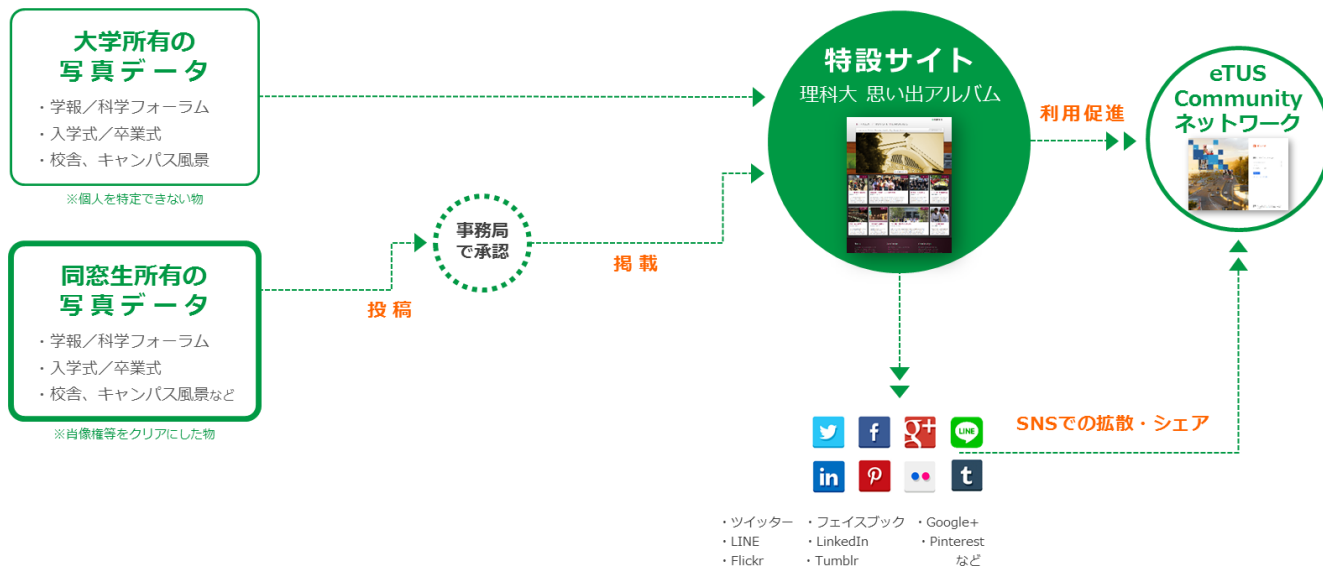 大学所有の
写真データ
・学報／科学フォーラム
・入学式／卒業式
・校舎、キャンパス風景
※個人を特定できない物
同窓生所有の
写真データ
・学報／科学フォーラム
・入学式／卒業式
・校舎、キャンパス風景など
※肖像権等をクリアにした物
投稿
事務局
で承認
掲載
特設サイト
理科大 思い出アルバム
利用促進
eTUS
Community
ネットワーク
LINE
SNSでの拡散・シェア
・ツイッター ・フェイスブック ・Google+
・LINE ・LinkedIn ・Pinterest
・Flickr ・Tumblr など